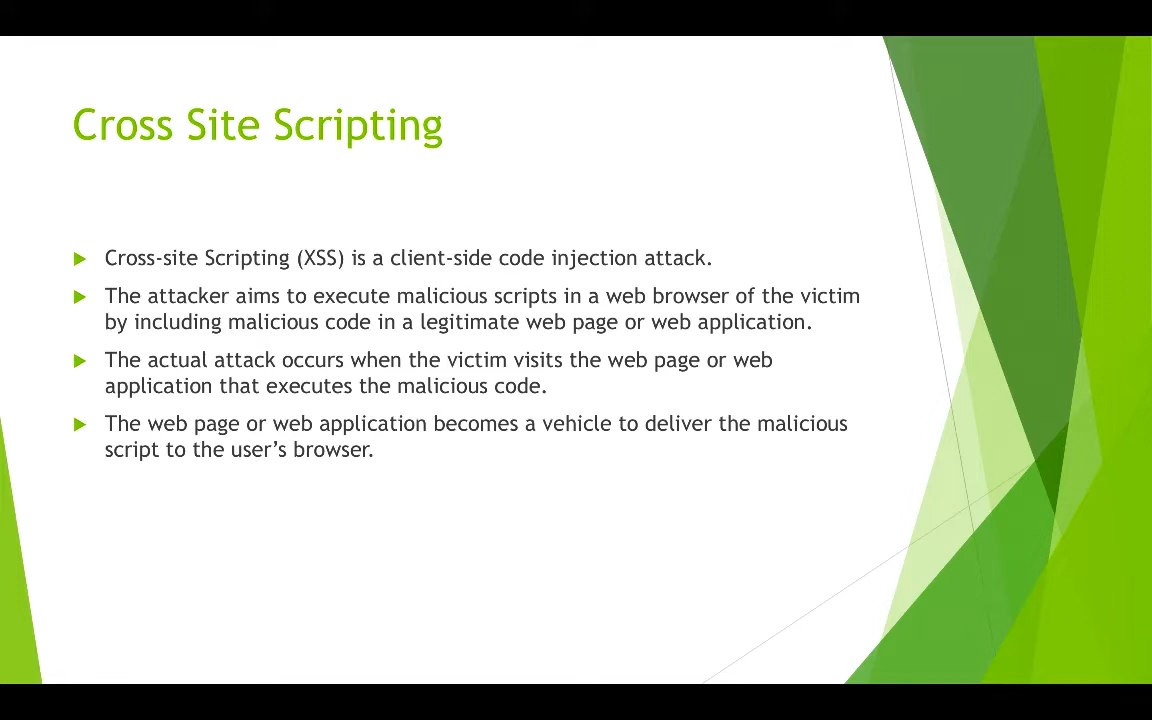 Cross Site Scripting
Cross-site Scripting (XSS) is a client-side code injection attack.
The attacker aims to execute malicious scripts in a web browser of the victim
by including malicious code in a legitimate web page or web application.
The actual attack occurs when the victim visits the web page or web
application that executes the malicious code.
The web page or web application becomes a vehicle to deliver the malicious
script to the user’s browser.